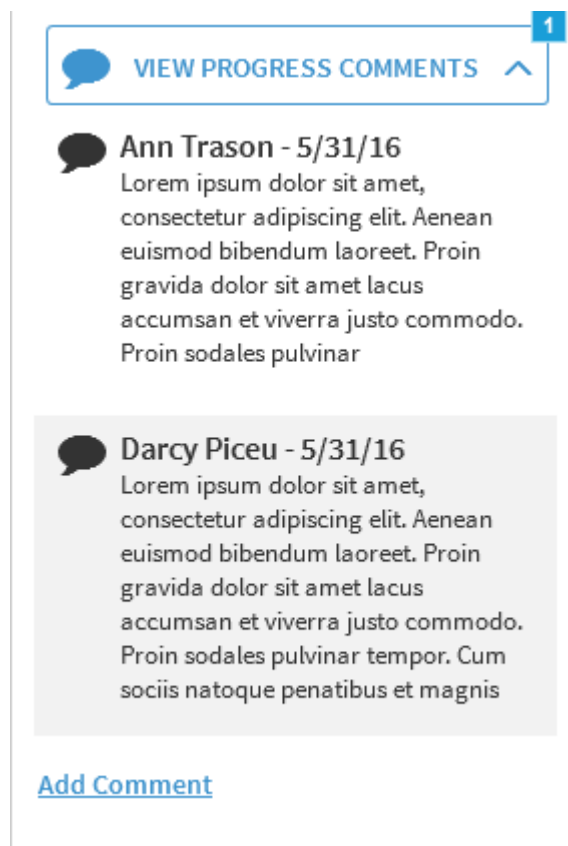 1
VIEW PROGRESS COMMENTS
Ann Trason - 5/31/16
Lorem ipsum dolor sit amet,
consectetur adipiscing elit. Aenean
euismod bibendum laoreet. Proin
gravida dolor sit amet lacus
accumsan et viverra justo commodo.
Proin sodales pulvinar
Darcy Piceu - 5/31/16
Lorem ipsum dolor sit amet,
consectetur adipiscing elit. Aenean
euismod bibendum laoreet. Proin
gravida dolor sit amet lacus
accumsan et viverra justo commodo.
Proin sodales pulvinar tempor. Cum
sociis natoque penatibus et magnis
Add Comment